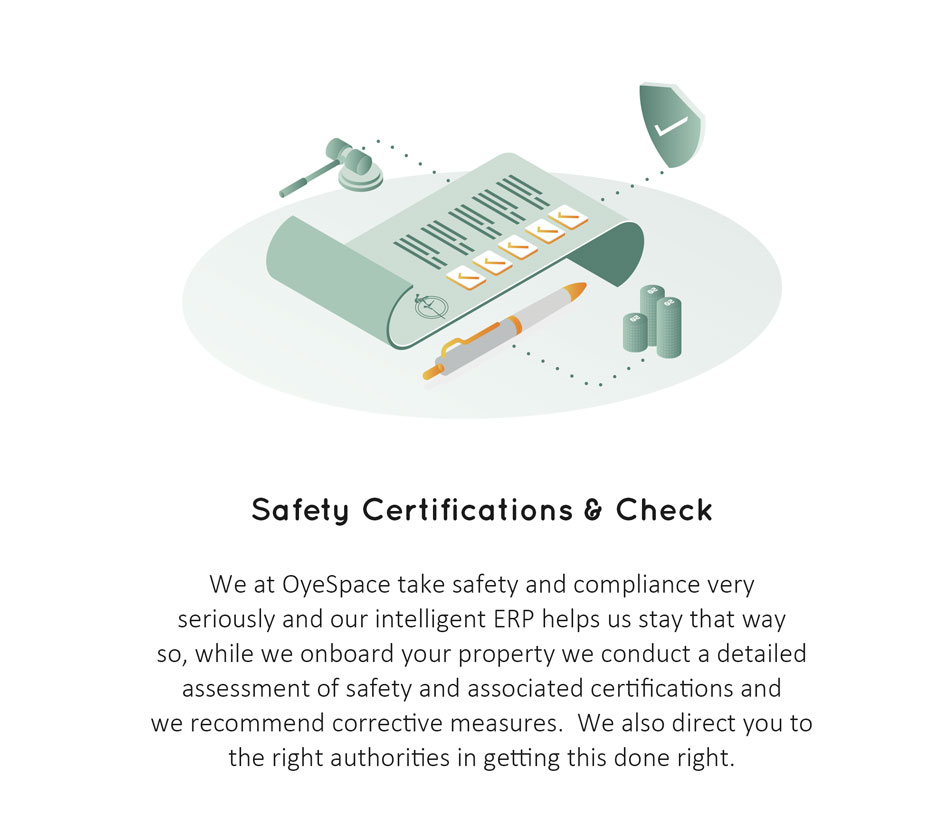 Safety Certifications & Check
We at OyeSpace take safety and compliance very
seriously and our intelligent ERP helps us stay that way
so, while we onboard your property we conduct a detailed
assessment of safety and associated certifications and
we recommend corrective measures.  We also direct you to
the right authorities in getting this done right.